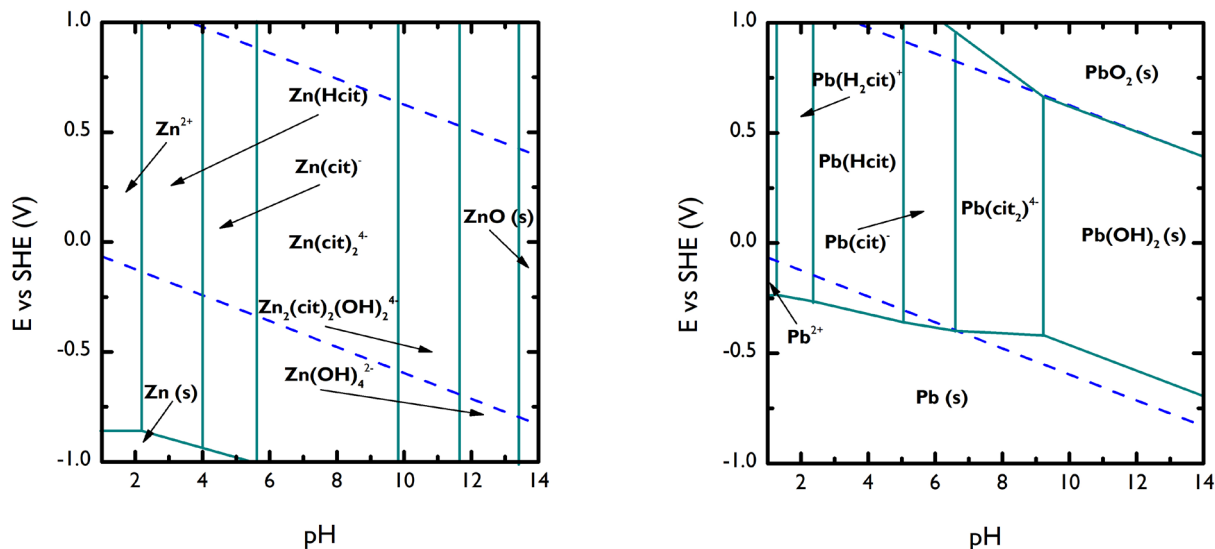 1.0
0.5
0.0
-0.5
-1.0
E vs SHE (V)
2 4 6 8 10 12 14
pH
Zn²⁺
Zn(Hcit)
Zn(cit)⁻
Zn(cit)₂⁴⁻
ZnO (s)
Zn₂(cit)₂(OH)₂⁴⁻
Zn(OH)₄²⁻
Zn (s)
1.0
0.5
0.0
-0.5
-1.0
E vs SHE (V)
2 4 6 8 10 12 14
pH
PbO₂ (s)
Pb(H₂cit)⁺
Pb(Hcit)
Pb(cit₂)⁴⁻
Pb(cit)⁻
Pb(OH)₂ (s)
Pb²⁺
Pb (s)